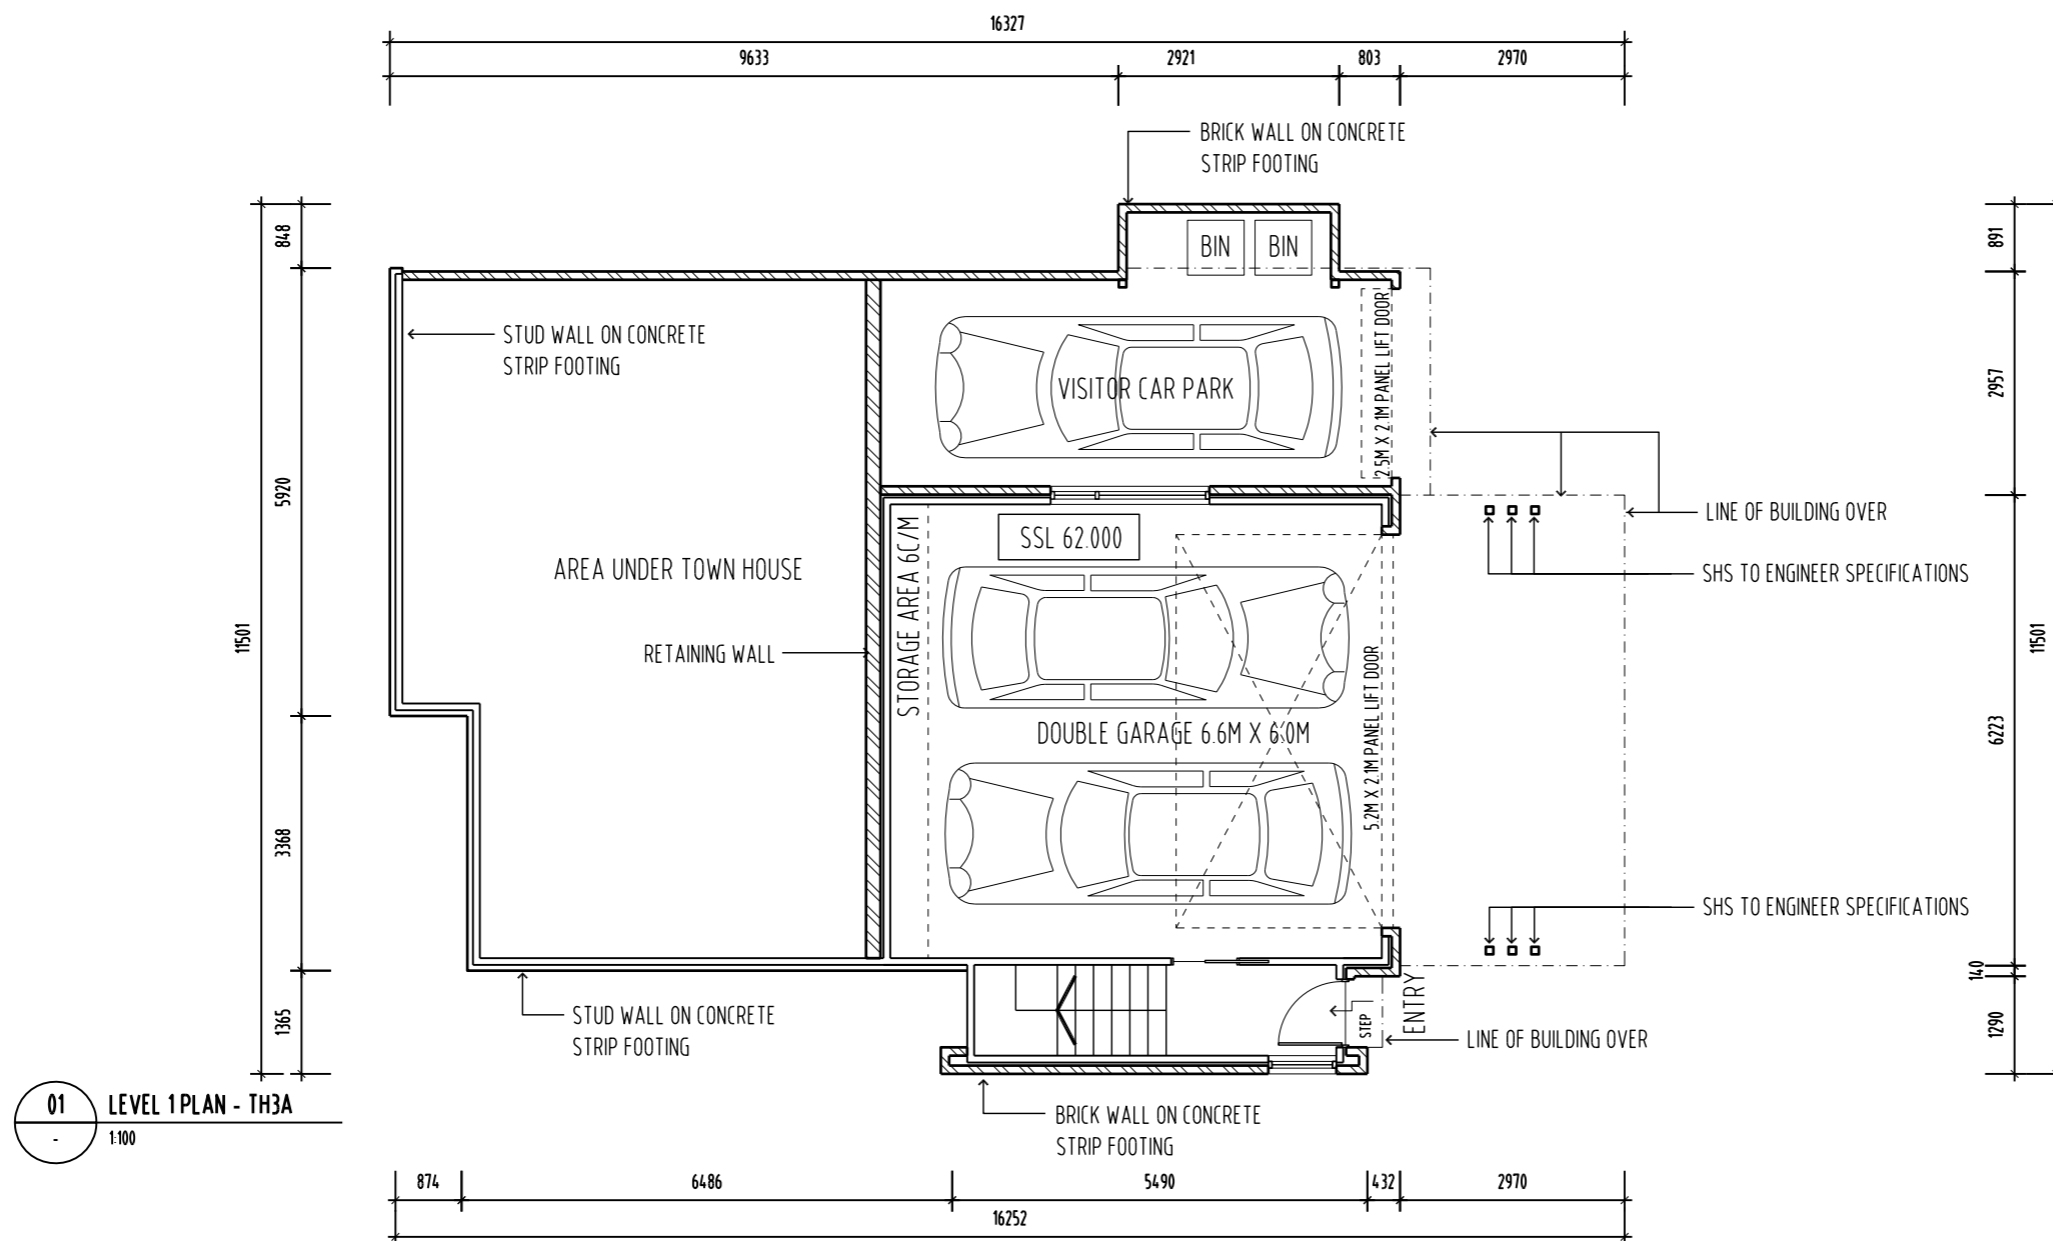 16327
9633
2921
803
2970
BRICK WALL ON CONCRETE
STRIP FOOTING
848
891
BIN
BIN
STUD WALL ON CONCRETE
STRIP FOOTING
2.5M X 2.1M PANEL LIFT DOOR
VISITOR CAR PARK
2957
5920
LINE OF BUILDING OVER
SSL 62.000
STORAGE AREA 6C/M
AREA UNDER TOWN HOUSE
SHS TO ENGINEER SPECIFICATIONS
11501
11501
RETAINING WALL
DOUBLE GARAGE 6.6M X 6.0M
5.2M X 2.1M PANEL LIFT DOOR
6223
3368
SHS TO ENGINEER SPECIFICATIONS
140
ENTRY
STEP
1365
STUD WALL ON CONCRETE
STRIP FOOTING
1290
LINE OF BUILDING OVER
01
LEVEL 1 PLAN - TH3A
-
1:100
BRICK WALL ON CONCRETE
STRIP FOOTING
874
6486
5490
432
2970
16252